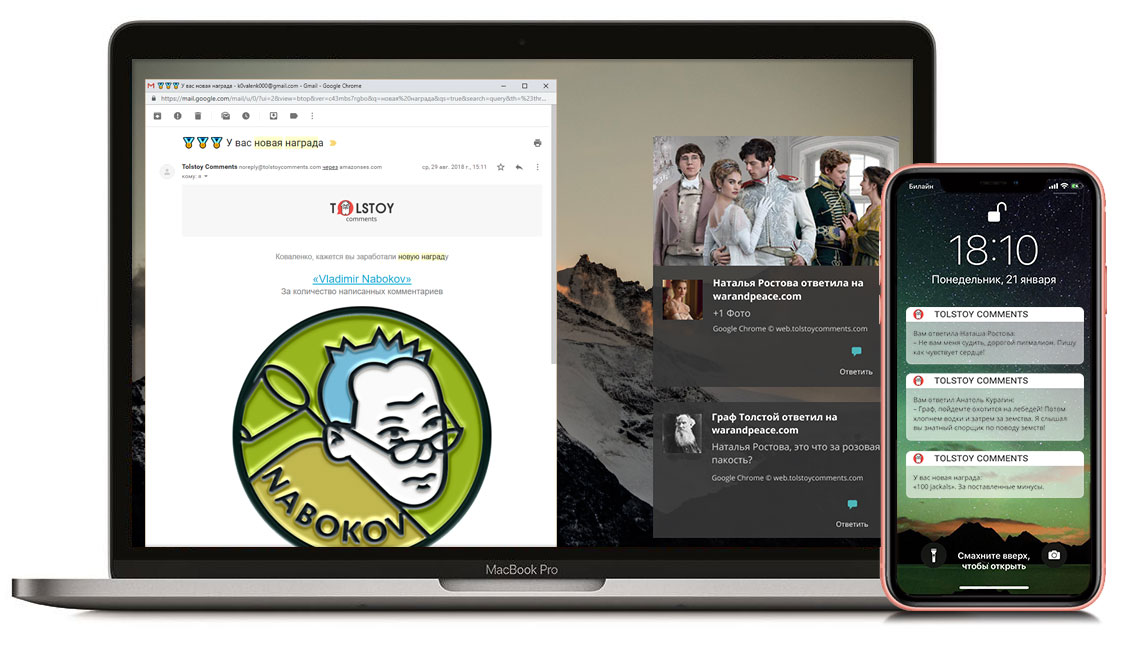 У вас новая награда - k0valenk000@gmail.com - Gmail - Google Chrome
https://mail.google.com/mail/u/0/?ui=2&view=btop&ver=c43mbs7rgbo&q=новая%20награда&qs=true&search=query&th=%23thr...
У вас новая награда
Tolstoy Comments noreply@tolstoycomments.com через amazonses.com
ср, 29 авг. 2018 г., 15:11
кому: я
TOLSTOY
comments
Коваленко, кажется вы заработали новую награду
«Vladimir Nabokov»
За количество написанных комментариев
NABOKOV
Наталья Ростова ответила на
warandpeace.com
+1 Фото
Google Chrome © web.tolstoycomments.com
Ответить
Граф Толстой ответил на
warandpeace.com
Наталья Ростова, это что за розовая
пакость?
Google Chrome © web.tolstoycomments.com
Ответить
MacBook Pro
Билайн
18:10
Понедельник, 21 января
TOLSTOY COMMENTS
Вам ответила Наташа Ростова:
– Не вам меня судить, дорогой пигмалион. Пишу
как чувствует сердце!
TOLSTOY COMMENTS
Вам ответил Анатоль Курагин:
– Граф, пойдемте охотится на лебедей! Потом
хлопнем водки и затрем за земства. Я слышал
вы знатный спорщик по поводу земств!
TOLSTOY COMMENTS
У вас новая награда:
«100 jackals». За поставленные минусы.
Смахните вверх,
чтобы открыть